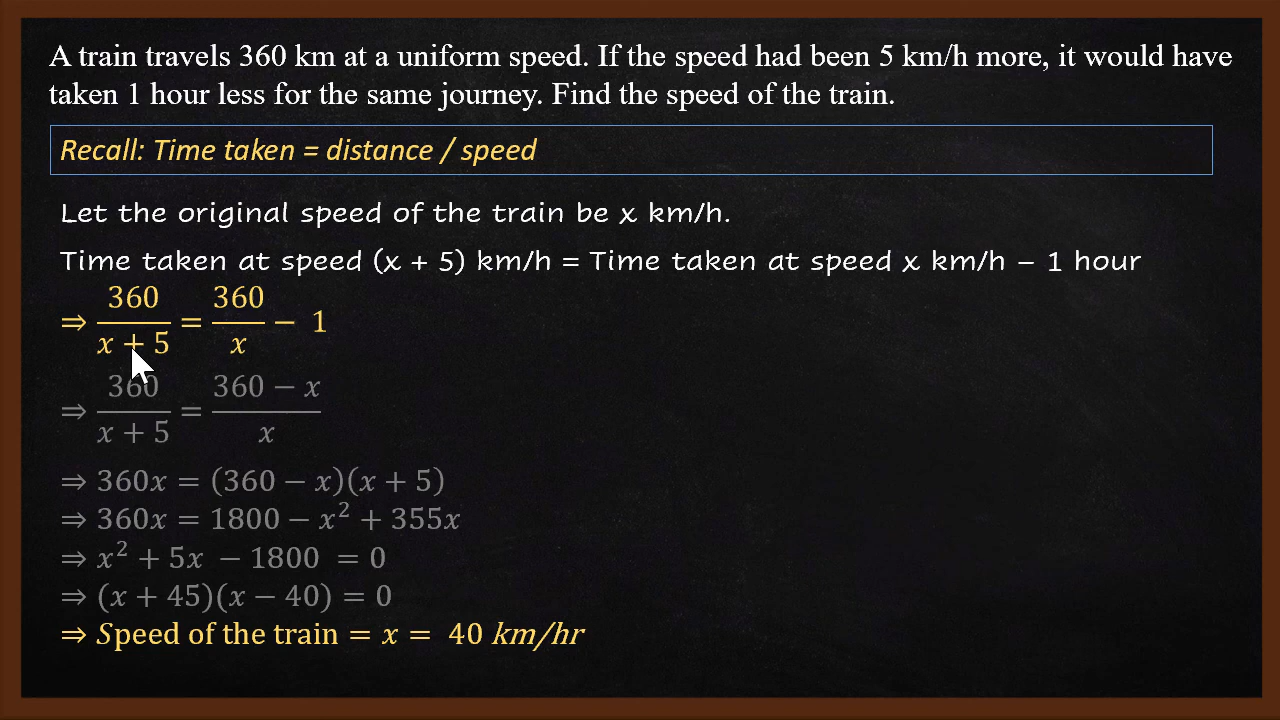 A train travels 360 km at a uniform speed. If the speed had been 5 km/h more, it would have
taken 1 hour less for the same journey. Find the speed of the train.
Recall: Time taken = distance / speed
Let the original speed of the train be x km/h.
Time taken at speed (x + 5) km/h = Time taken at speed x km/h – 1 hour
⇒ 360/(x + 5) = 360/x − 1
⇒ 360/(x + 5) = (360 − x)/x
⇒ 360x = (360 − x)(x + 5)
⇒ 360x = 1800 − x² + 355x
⇒ x² + 5x − 1800 = 0
⇒ (x + 45)(x − 40) = 0
⇒ Speed of the train = x = 40 km/hr